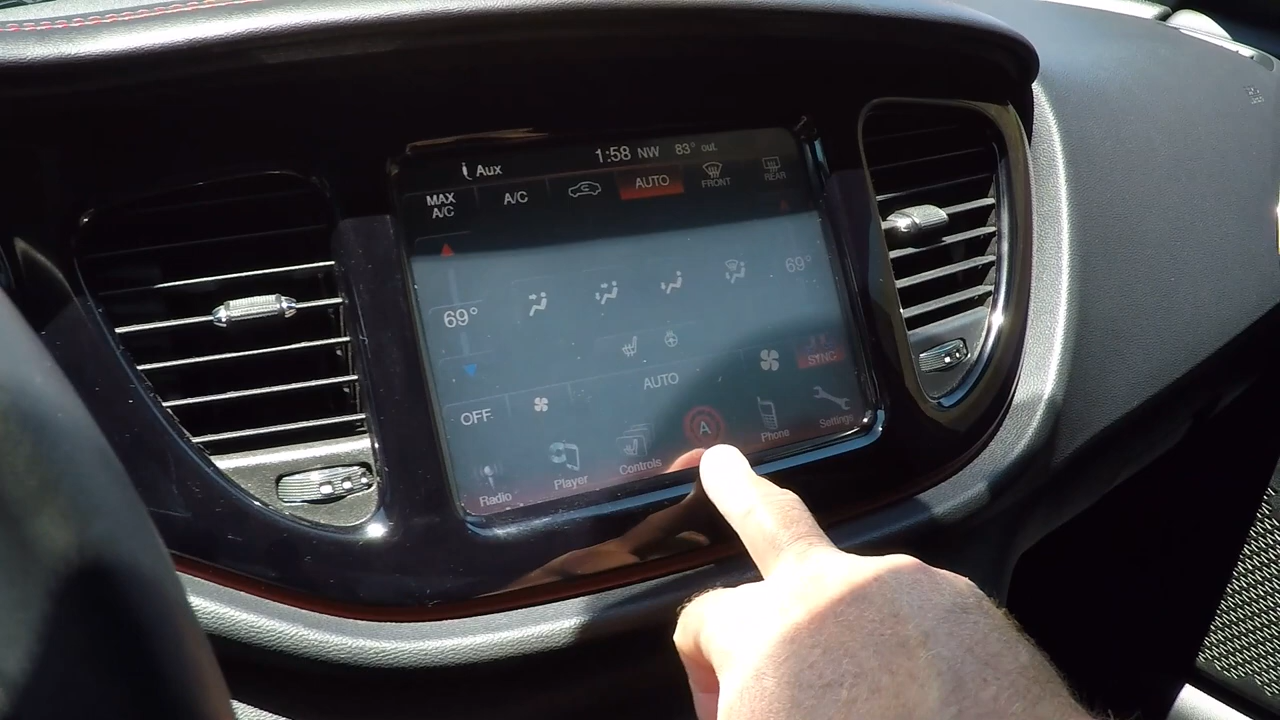 Aux 1:58 NW 83° out
MAX A/C A/C AUTO FRONT REAR
69° 69°
SYNC
AUTO
OFF
A
Radio Player Controls Phone Settings